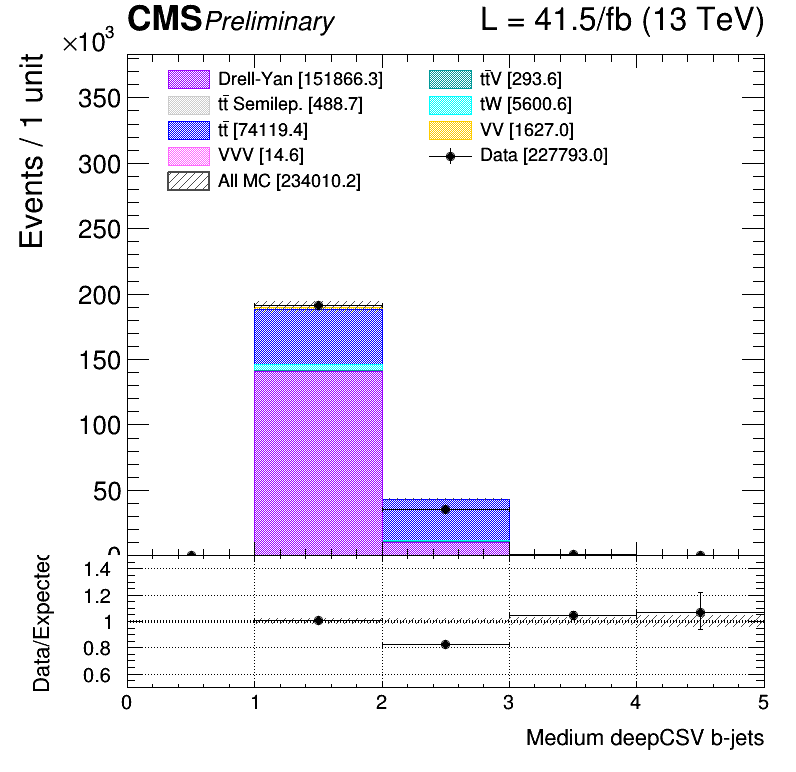 CMS Preliminary L = 41.5/fb (13 TeV)
×10³
Events / 1 unit
Drell-Yan [151866.3]
tt̄ Semilep. [488.7]
tt̄ [74119.4]
VVV [14.6]
All MC [234010.2]
tt̄V [293.6]
tW [5600.6]
VV [1627.0]
Data [227793.0]
350
300
250
200
150
100
50
0
Data/Expected
1.4
1.2
1
0.8
0.6
0 1 2 3 4 5
Medium deepCSV b-jets